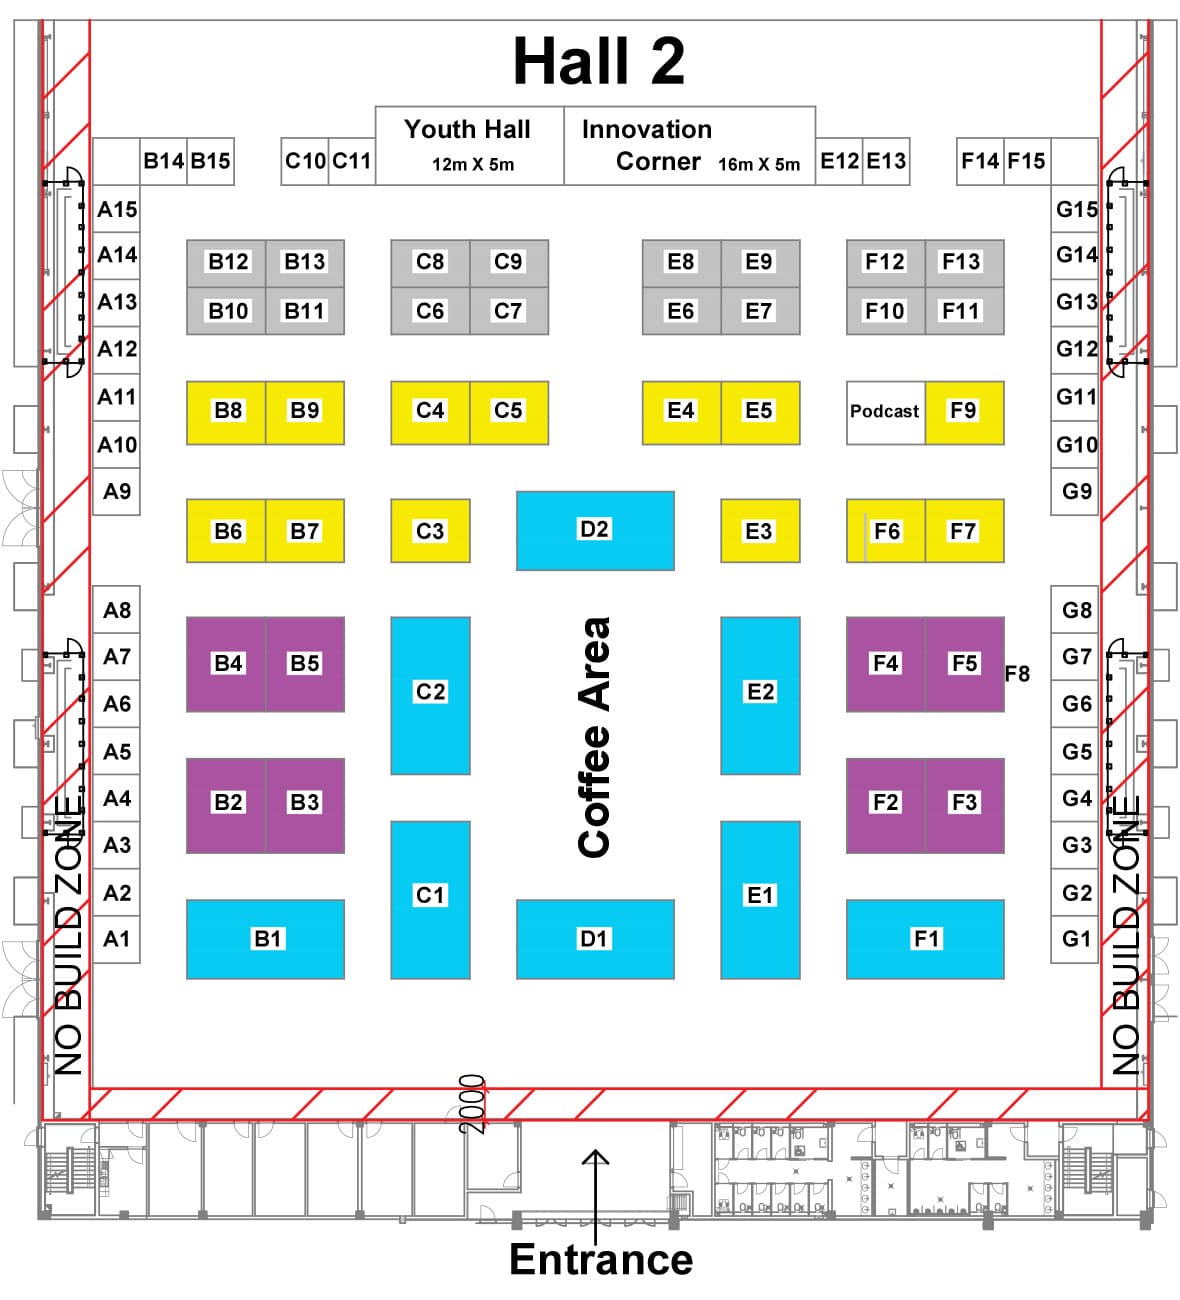 Hall 2
Youth Hall
12m X 5m
Innovation
Corner 16m X 5m
B14 B15
C10 C11
E12 E13
F14 F15
A15
G15
A14
B12 B13
C8 C9
E8 E9
F12 F13
G14
A13
B10 B11
C6 C7
E6 E7
F10 F11
G13
A12
G12
A11
B8 B9
C4 C5
E4 E5
Podcast F9
G11
A10
G10
A9
G9
B6 B7
C3
D2
E3
F6 F7
A8
G8
A7
B4 B5
C2
Coffee Area
E2
F4 F5
F8
G7
A6
G6
A5
G5
A4
B2 B3
F2 F3
G4
A3
G3
A2
C1
E1
G2
A1
B1
D1
F1
G1
NO BUILD ZONE
NO BUILD ZONE
2000
Entrance